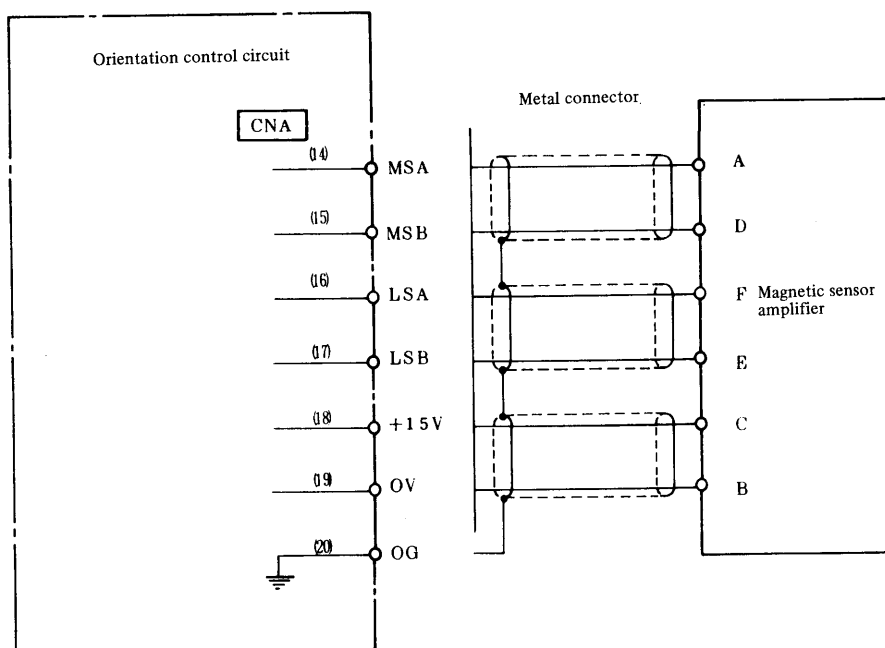 Orientation control circuit
Metal connector
CNA
(14) MSA A
(15) MSB D
(16) LSA F Magnetic sensor
amplifier
(17) LSB E
(18) +15V C
(19) OV B
(20) OG